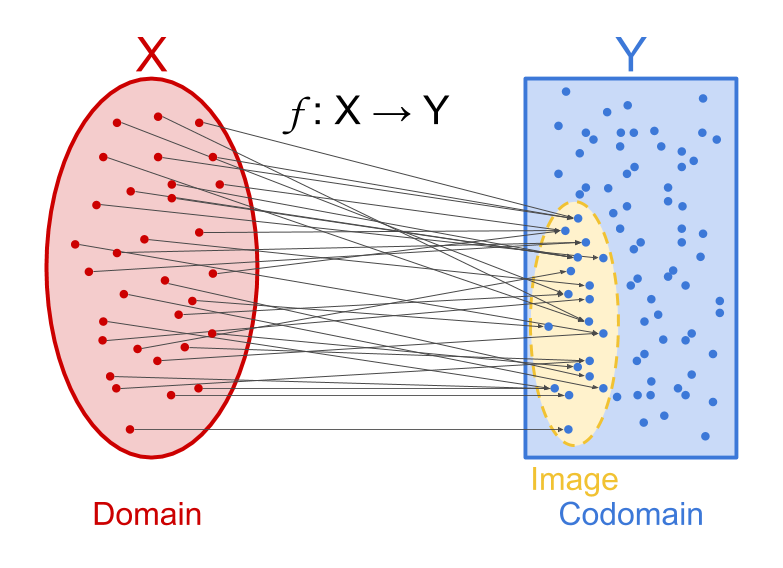 X
Y
f : X → Y
Image
Domain
Codomain